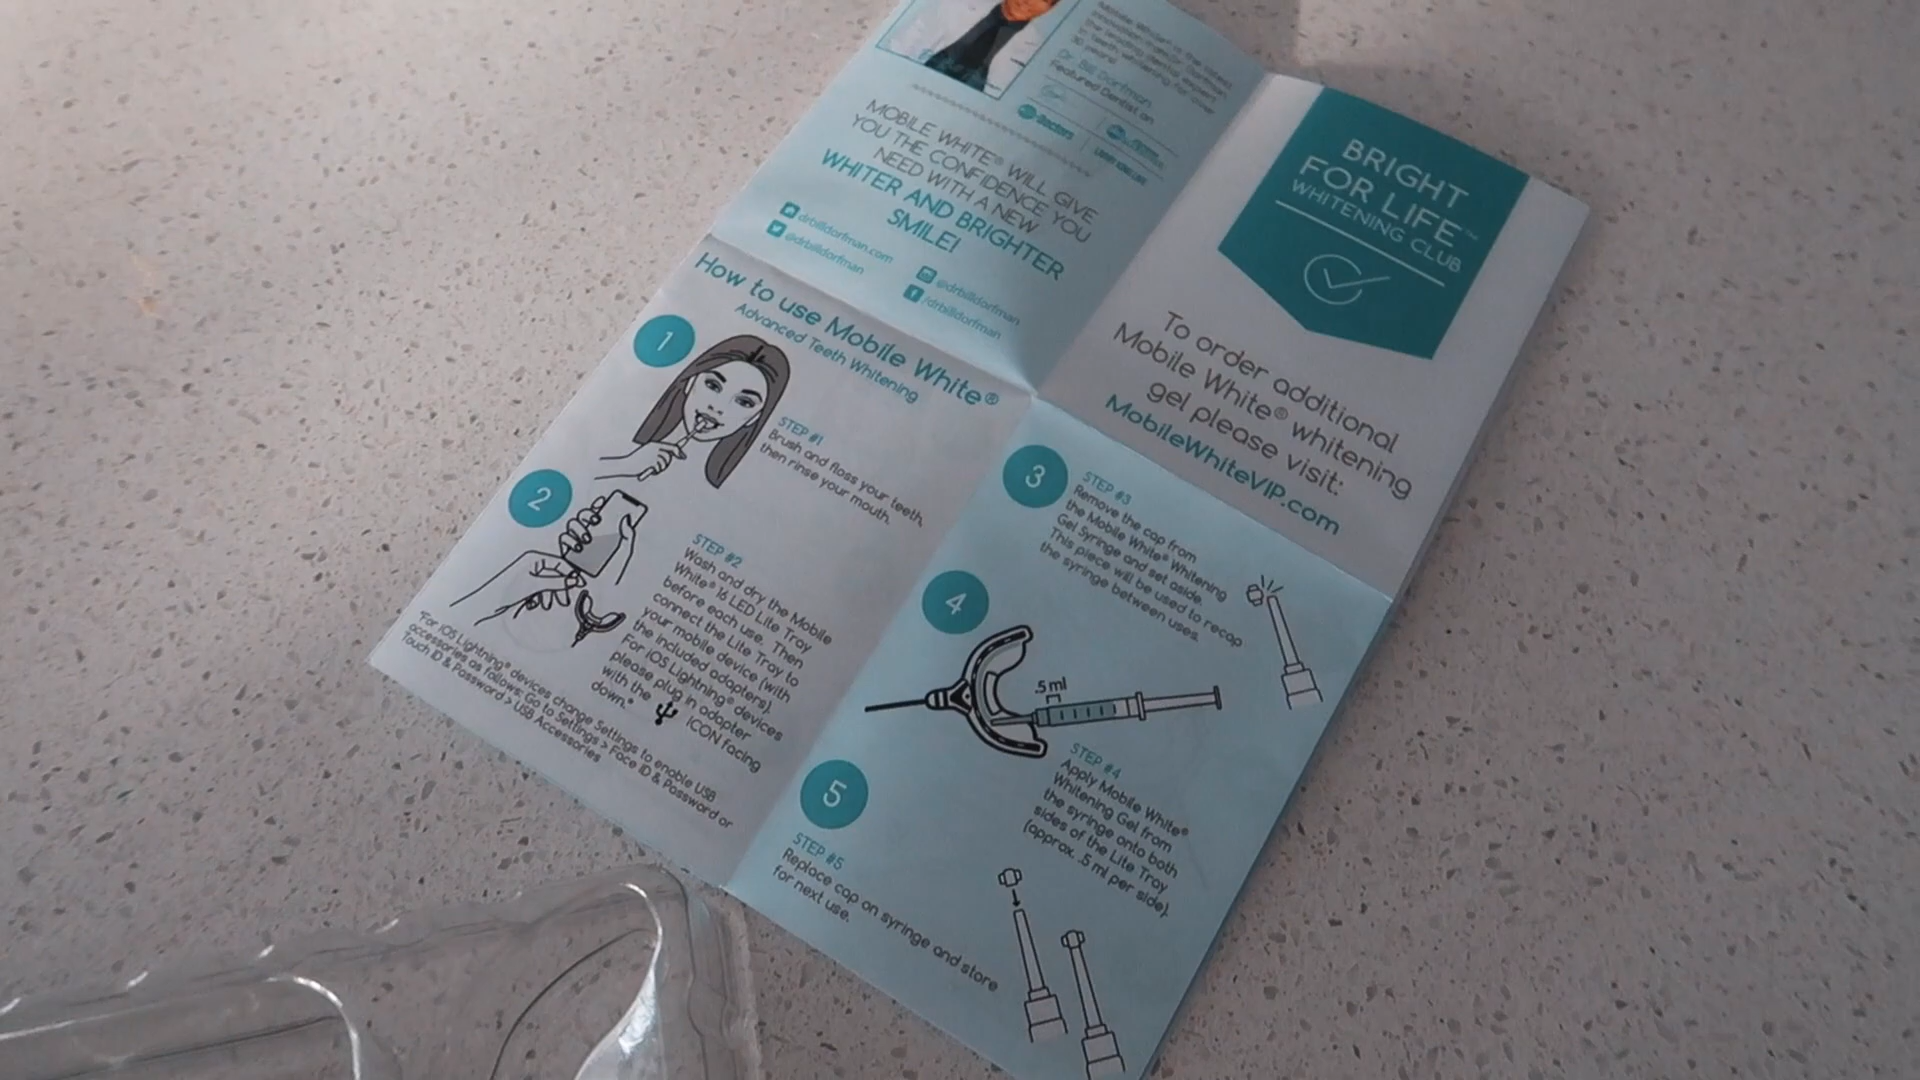 Dr. Bill Dorfman
Featured Dentist on
Doctors
MOBILE WHITE® WILL GIVE
YOU THE CONFIDENCE YOU
NEED WITH A NEW
WHITER AND BRIGHTER
SMILE!
drbilldorfman.com
@drbilldorfman
@drbilldorfman
/drbilldorfman
BRIGHT
FOR LIFE™
WHITENING CLUB
To order additional
Mobile White® whitening
gel please visit:
MobileWhiteVIP.com
How to use Mobile White®
Advanced Teeth Whitening
1
STEP #1
Brush and floss your teeth,
then rinse your mouth.
2
STEP #2
Wash and dry the Mobile
White® 16 LED Lite Tray
before each use. Then
connect the Lite Tray to
your mobile device (with
the included adapters).
For iOS Lightning® devices
please plug in adapter
with the ICON facing
down.*
*For iOS Lightning® devices change Settings to enable USB
accessories as follows: Go to Settings > Face ID & Password or
Touch ID & Password > USB Accessories
3
STEP #3
Remove the cap from
the Mobile White® Whitening
Gel Syringe and set aside.
This piece will be used to recap
the syringe between uses.
4
.5 ml
STEP #4
Apply Mobile White®
Whitening Gel from
the syringe onto both
sides of the Lite Tray
(approx. .5 ml per side).
5
STEP #5
Replace cap on syringe and store
for next use.